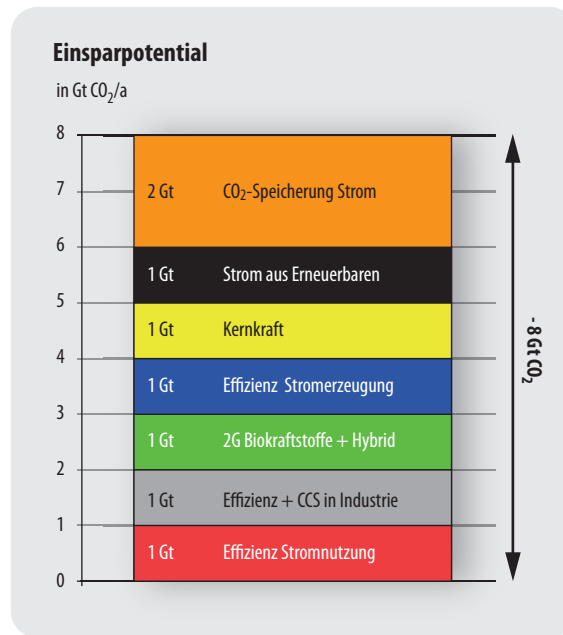 Einsparpotential
in Gt CO₂/a
8
7
2 Gt CO₂-Speicherung Strom
6
1 Gt Strom aus Erneuerbaren
5
1 Gt Kernkraft
4
1 Gt Effizienz Stromerzeugung
3
1 Gt 2G Biokraftstoffe + Hybrid
2
1 Gt Effizienz + CCS in Industrie
1
1 Gt Effizienz Stromnutzung
0
- 8 Gt CO₂